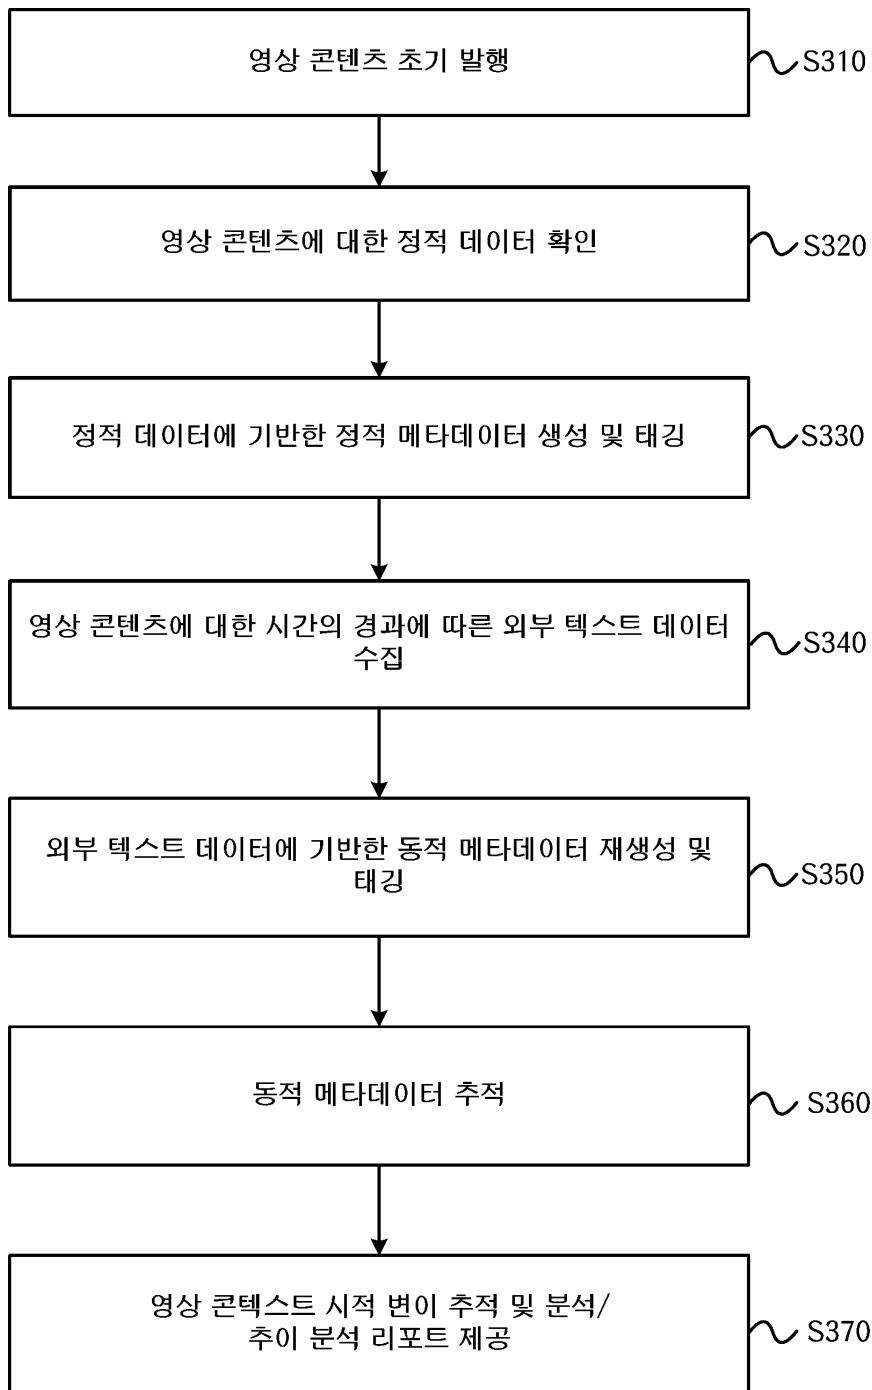 영상 콘텐츠 초기 발행
S310
영상 콘텐츠에 대한 정적 데이터 확인
S320
정적 데이터에 기반한 정적 메타데이터 생성 및 태깅
S330
영상 콘텐츠에 대한 시간의 경과에 따른 외부 텍스트 데이터
수집
S340
외부 텍스트 데이터에 기반한 동적 메타데이터 재생성 및
태깅
S350
동적 메타데이터 추적
S360
영상 콘텍스트 시적 변이 추적 및 분석/
추이 분석 리포트 제공
S370